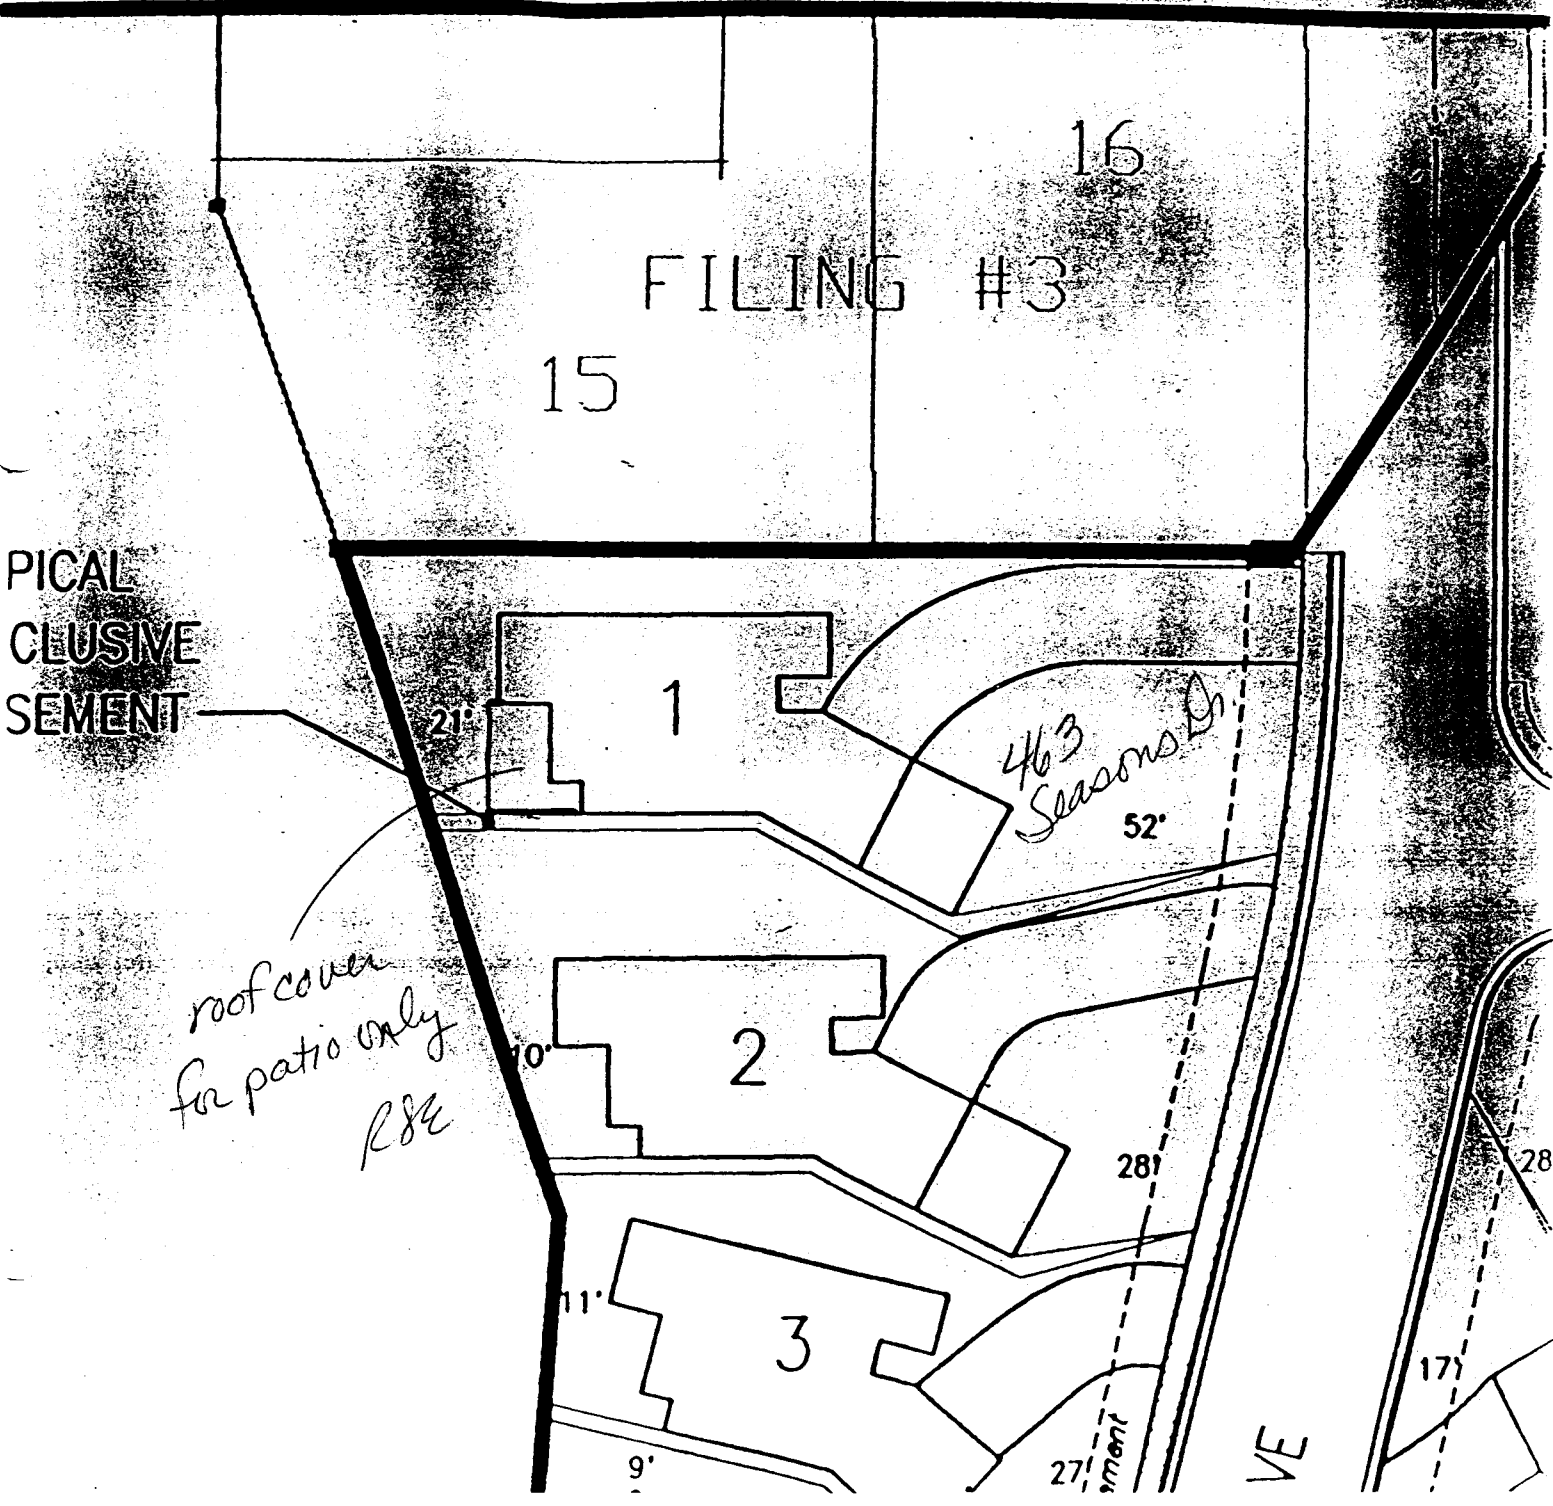 16
FILING #3
15
PICAL
CLUSIVE
SEMENT
21'
1
463
Seasons Dr.
52'
roof cover
for patio only
10'
2
28'
28
11'
3
17'
9'
27'
ement
VE